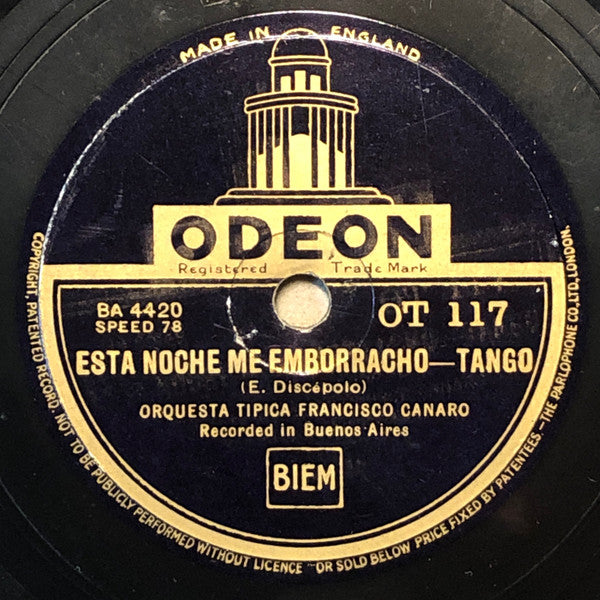 MADE IN ENGLAND
ODEON
Registered Trade Mark
BA 4420
SPEED 78
OT 117
ESTA NOCHE ME EMBORRACHO—TANGO
(E. Discépolo)
ORQUESTA TIPICA FRANCISCO CANARO
Recorded in Buenos Aires
BIEM
COPYRIGHT, PATENTED RECORD. NOT TO BE PUBLICLY PERFORMED WITHOUT LICENCE ~ OR SOLD BELOW PRICE FIXED BY PATENTEES – THE PARLOPHONE CO.,LTD.,LONDON.